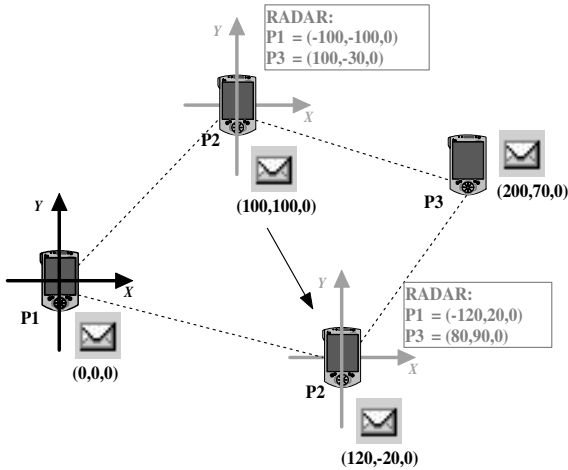 RADAR:
P1 = (-100,-100,0)
P3 = (100,-30,0)
Y
X
P2
(100,100,0)
P3
(200,70,0)
Y
X
P1
(0,0,0)
RADAR:
P1 = (-120,20,0)
P3 = (80,90,0)
Y
X
P2
(120,-20,0)